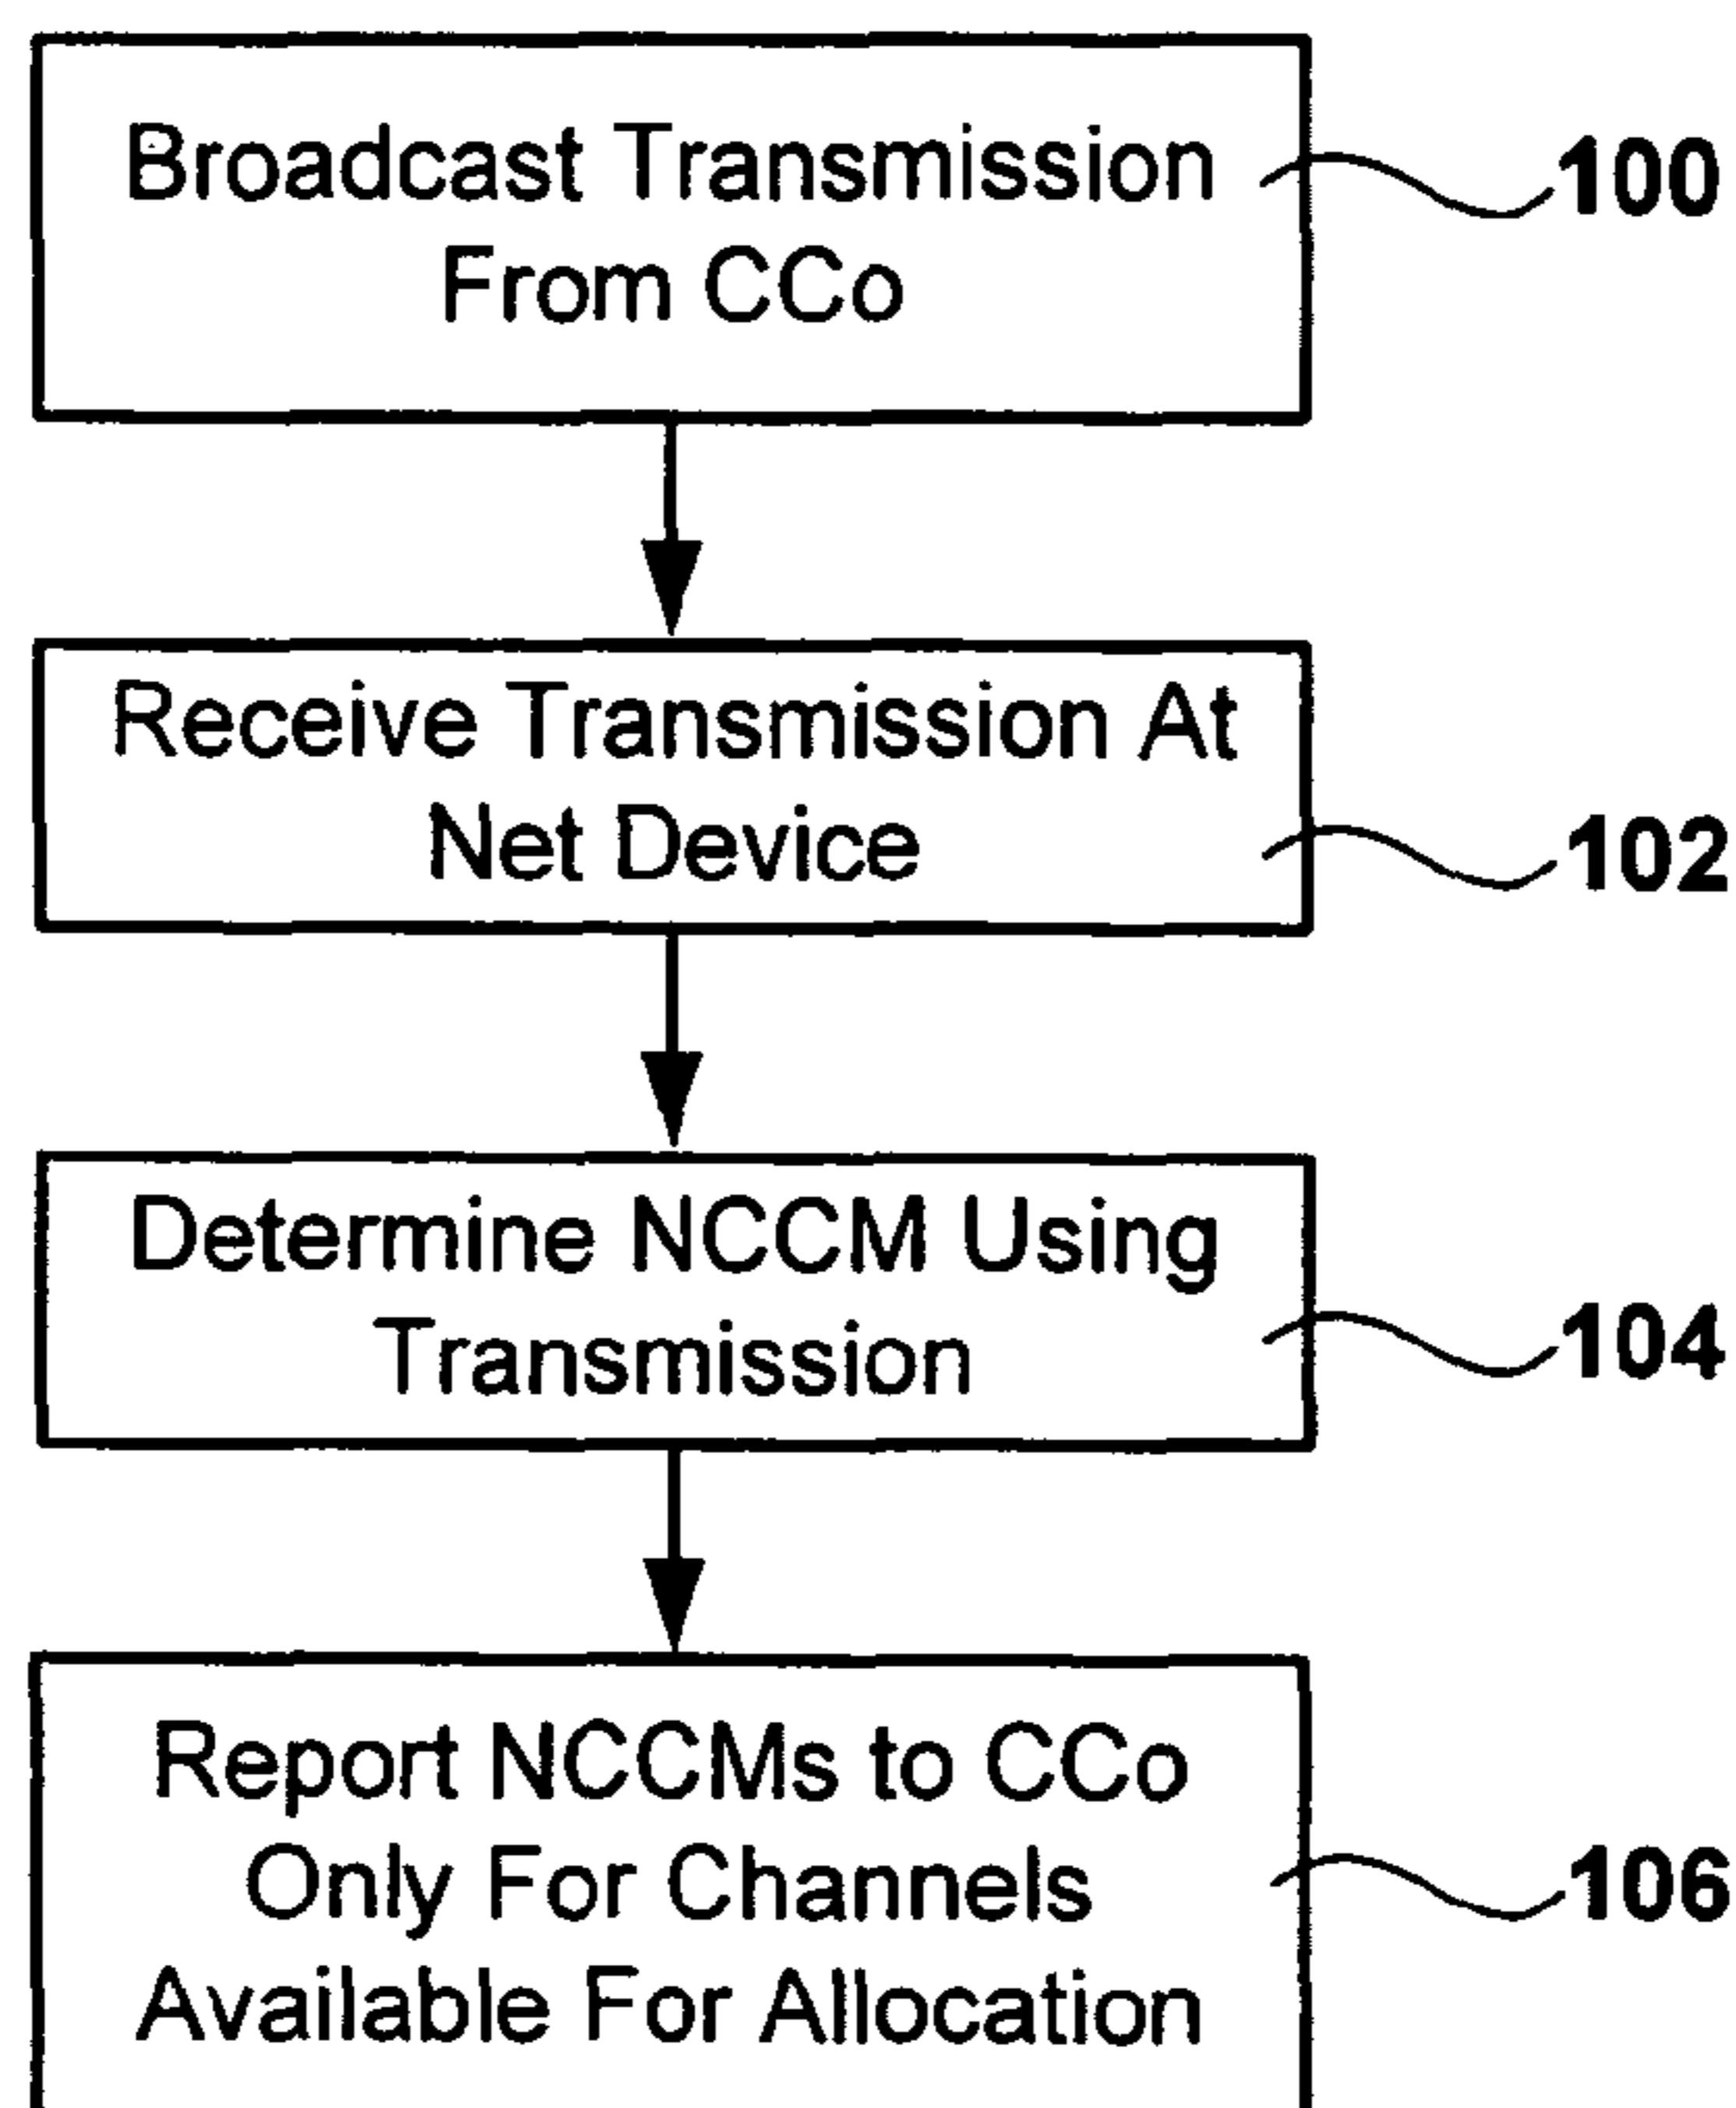 Broadcast Transmission
From CCo
100
Receive Transmission At
Net Device
102
Determine NCCM Using
Transmission
104
Report NCCMs to CCo
Only For Channels
Available For Allocation
106